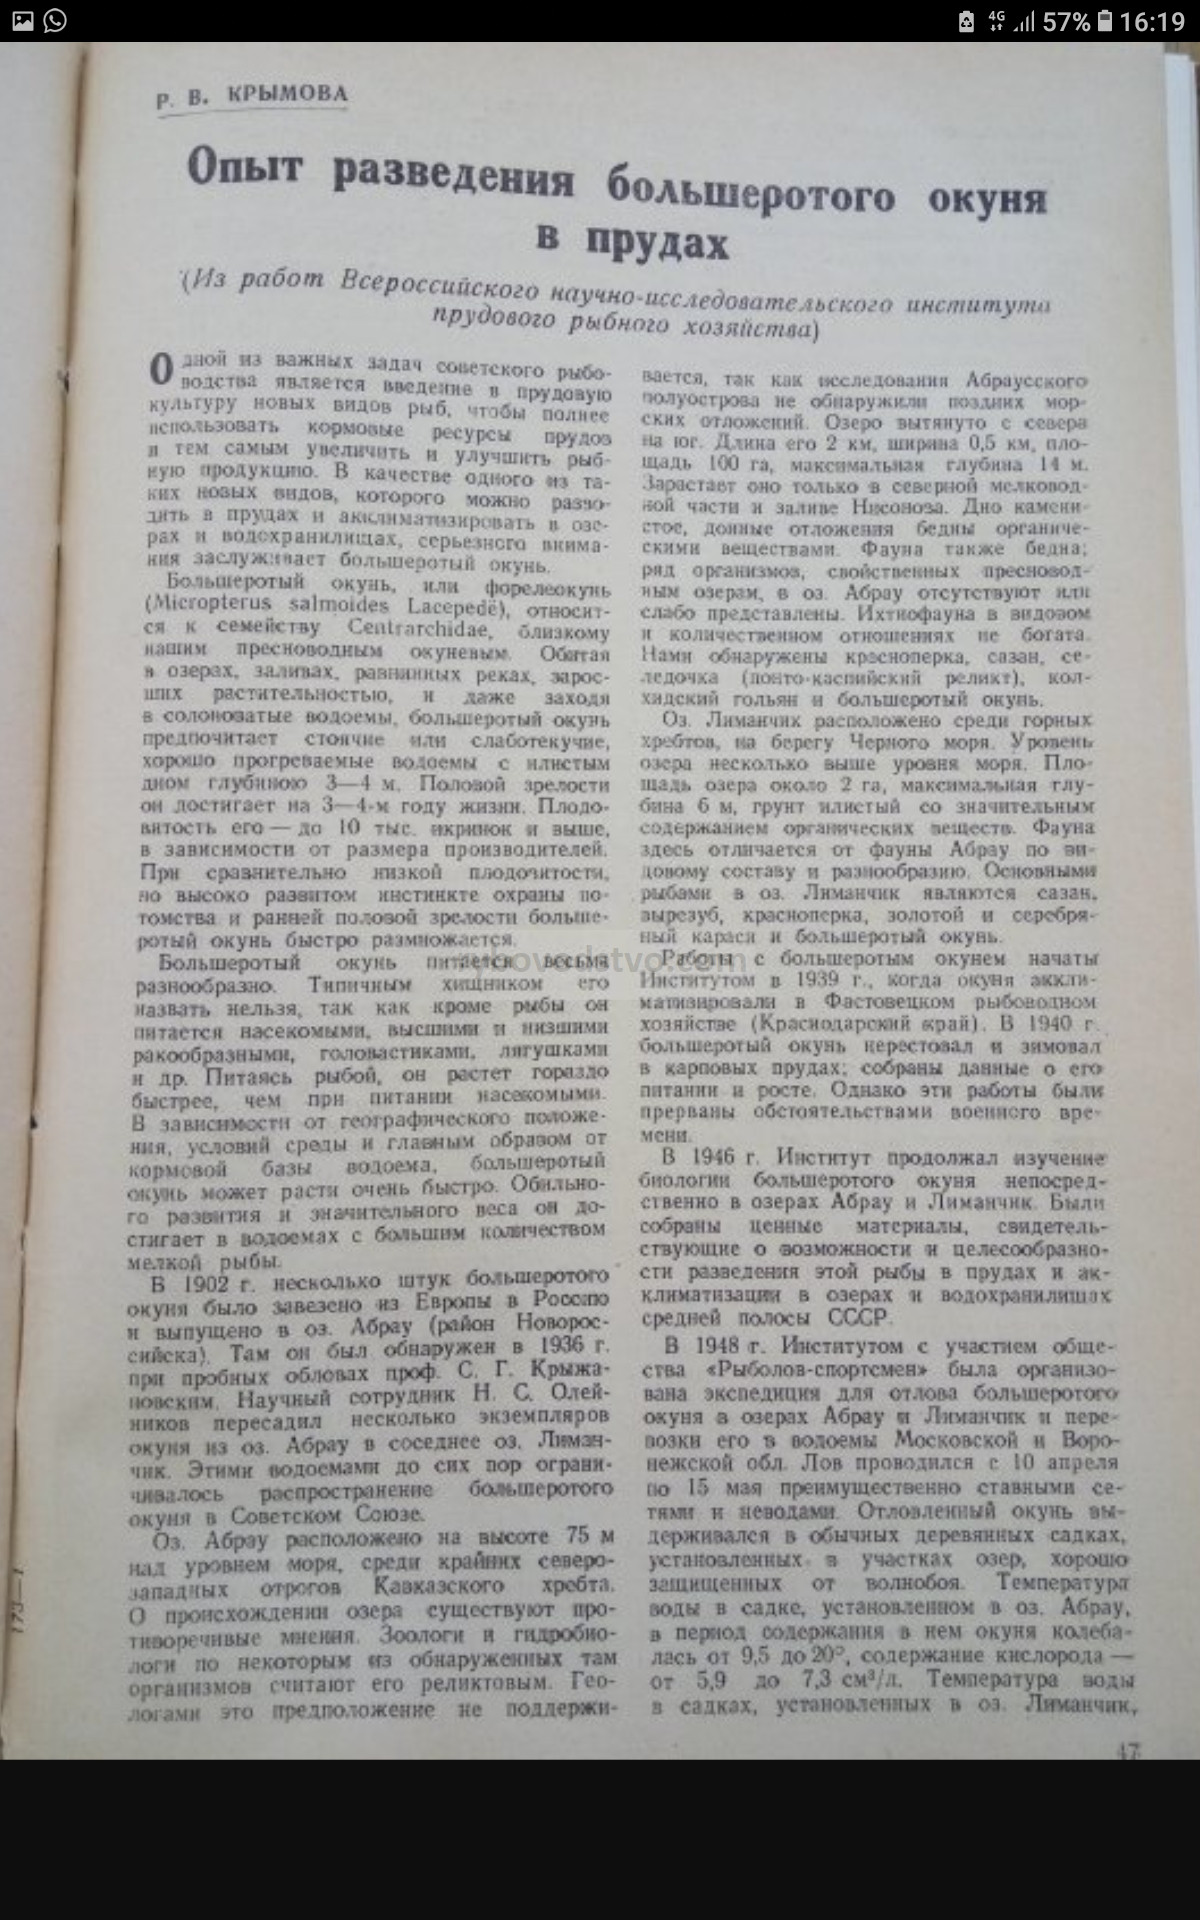 57% 16:19
Р. В. КРЫМОВА
Опыт разведения большеротого окуня
в прудах
(Из работ Всероссийского научно-исследовательского института
прудового рыбного хозяйства)
Одной из важных задач советского рыбо-
водства является введение в прудовую
культуру новых видов рыб, чтобы полнее
использовать кормовые ресурсы прудов
и тем самым увеличить и улучшить рыб-
ную продукцию. В качестве одного из та-
ких новых видов, которого можно разво-
дить в прудах и акклиматизировать в озе-
рах и водохранилищах, серьезного внима-
ния заслуживает большеротый окунь.
Большеротый окунь, или форелеокунь
(Micropterus salmoides Lacepedë), относит-
ся к семейству Centrarchidae, близкому
нашим пресноводным окуневым. Обитая
в озерах, заливах, равнинных реках, зарос-
ших растительностью, и даже заходя
в солоноватые водоемы, большеротый окунь
предпочитает стоячие или слаботекучие,
хорошо прогреваемые водоемы с илистым
дном глубиною 3—4 м. Половой зрелости
он достигает на 3—4-м году жизни. Плодо-
витость его — до 10 тыс. икринок и выше,
в зависимости от размера производителей.
При сравнительно низкой плодовитости,
но высоко развитом инстинкте охраны по-
томства и ранней половой зрелости больше-
ротый окунь быстро размножается.
Большеротый окунь питается весьма
разнообразно. Типичным хищником его
назвать нельзя, так как кроме рыбы он
питается насекомыми, высшими и низшими
ракообразными, головастиками, лягушками
и др. Питаясь рыбой, он растет гораздо
быстрее, чем при питании насекомыми.
В зависимости от географического положе-
ния, условий среды и главным образом от
кормовой базы водоема, большеротый
окунь может расти очень быстро. Обильно-
го развития и значительного веса он до-
стигает в водоемах с большим количеством
мелкой рыбы.
В 1902 г. несколько штук большеротого
окуня было завезено из Европы в Россию
и выпущено в оз. Абрау (район Новорос-
сийска). Там он был обнаружен в 1936 г.
при пробных обловах проф. С. Г. Крыжа-
новским. Научный сотрудник Н. С. Олей-
ников пересадил несколько экземпляров
окуня из оз. Абрау в соседнее оз. Лиман-
чик. Этими водоемами до сих пор ограни-
чивалось распространение большеротого
окуня в Советском Союзе.
Оз. Абрау расположено на высоте 75 м
над уровнем моря, среди крайних северо-
западных отрогов Кавказского хребта.
О происхождении озера существуют про-
тиворечивые мнения. Зоологи и гидробио-
логи по некоторым из обнаруженных там
организмов считают его реликтовым. Гео-
логами это предположение не поддержи-
вается, так как исследования Абраусского
полуострова не обнаружили поздних мор-
ских отложений. Озеро вытянуто с севера
на юг. Длина его 2 км, ширина 0,5 км, пло-
щадь 100 га, максимальная глубина 14 м.
Зарастает оно только в северной мелковод-
ной части и заливе Нисонова. Дно камени-
стое, донные отложения бедны органиче-
скими веществами. Фауна также бедна;
ряд организмов, свойственных пресновод-
ным озерам, в оз. Абрау отсутствуют или
слабо представлены. Ихтиофауна в видовом
и количественном отношениях не богата.
Нами обнаружены красноперка, сазан, се-
ледочка (понто-каспийский реликт), кол-
хидский гольян и большеротый окунь.
Оз. Лиманчик расположено среди горных
хребтов, на берегу Черного моря. Уровень
озера несколько выше уровня моря. Пло-
щадь озера около 2 га, максимальная глу-
бина 6 м, грунт илистый со значительным
содержанием органических веществ. Фауна
здесь отличается от фауны Абрау по ви-
довому составу и разнообразию. Основными
рыбами в оз. Лиманчик являются сазан,
вырезуб, красноперка, золотой и серебря-
ный караси и большеротый окунь.
Работы с большеротым окунем начаты
Институтом в 1939 г., когда окуня аккли-
матизировали в Фастовецком рыбоводном
хозяйстве (Краснодарский край). В 1940 г.
большеротый окунь нерестовал и зимовал
в карповых прудах; собраны данные о его
питании и росте. Однако эти работы были
прерваны обстоятельствами военного вре-
мени.
В 1946 г. Институт продолжал изучение
биологии большеротого окуня непосред-
ственно в озерах Абрау и Лиманчик. Были
собраны ценные материалы, свидетель-
ствующие о возможности и целесообразно-
сти разведения этой рыбы в прудах и ак-
климатизации в озерах и водохранилищах
средней полосы СССР.
В 1948 г. Институтом с участием обще-
ства «Рыболов-спортсмен» была организо-
вана экспедиция для отлова большеротого
окуня в озерах Абрау и Лиманчик и пере-
возки его в водоемы Московской и Воро-
нежской обл. Лов проводился с 10 апреля
по 15 мая преимущественно ставными се-
тями и неводами. Отловленный окунь вы-
держивался в обычных деревянных садках,
установленных в участках озер, хорошо
защищенных от волнобоя. Температура
воды в садке, установленном в оз. Абрау,
в период содержания в нем окуня колеба-
лась от 9,5 до 20°, содержание кислорода —
от 5,9 до 7,3 см³/л. Температура воды
в садках, установленных в оз. Лиманчик,
47